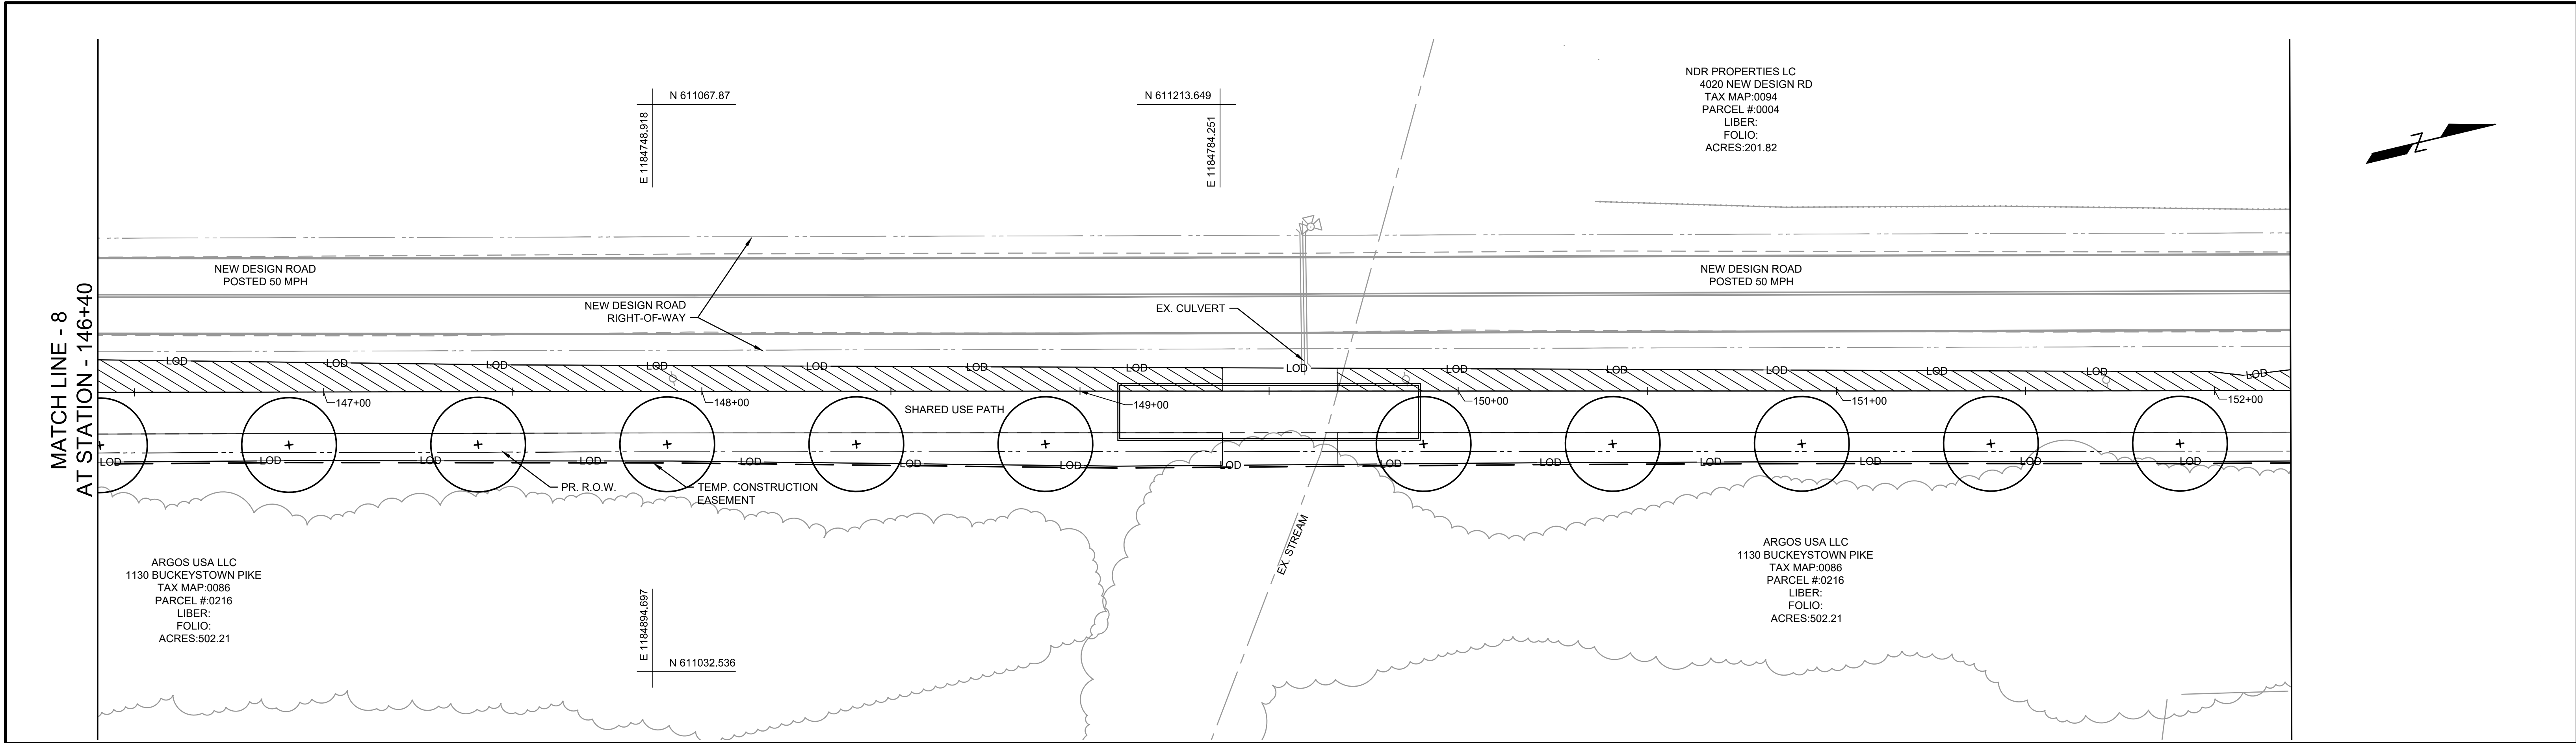 MATCH LINE - 8
AT STATION - 146+40
N 611067.87
E 1184748.918
N 611213.649
E 1184784.251
NDR PROPERTIES LC
4020 NEW DESIGN RD
TAX MAP:0094
PARCEL #:0004
LIBER:
FOLIO:
ACRES:201.82
Z
NEW DESIGN ROAD
POSTED 50 MPH
NEW DESIGN ROAD
RIGHT-OF-WAY
EX. CULVERT
NEW DESIGN ROAD
POSTED 50 MPH
LOD LOD LOD LOD LOD LOD LOD LOD LOD LOD LOD LOD LOD LOD
147+00
148+00
SHARED USE PATH
149+00
150+00
151+00
152+00
LOD LOD LOD LOD LOD LOD LOD LOD LOD LOD LOD LOD LOD LOD
PR. R.O.W.
TEMP. CONSTRUCTION
EASEMENT
EX. STREAM
ARGOS USA LLC
1130 BUCKEYSTOWN PIKE
TAX MAP:0086
PARCEL #:0216
LIBER:
FOLIO:
ACRES:502.21
E 1184894.697
N 611032.536
ARGOS USA LLC
1130 BUCKEYSTOWN PIKE
TAX MAP:0086
PARCEL #:0216
LIBER:
FOLIO:
ACRES:502.21